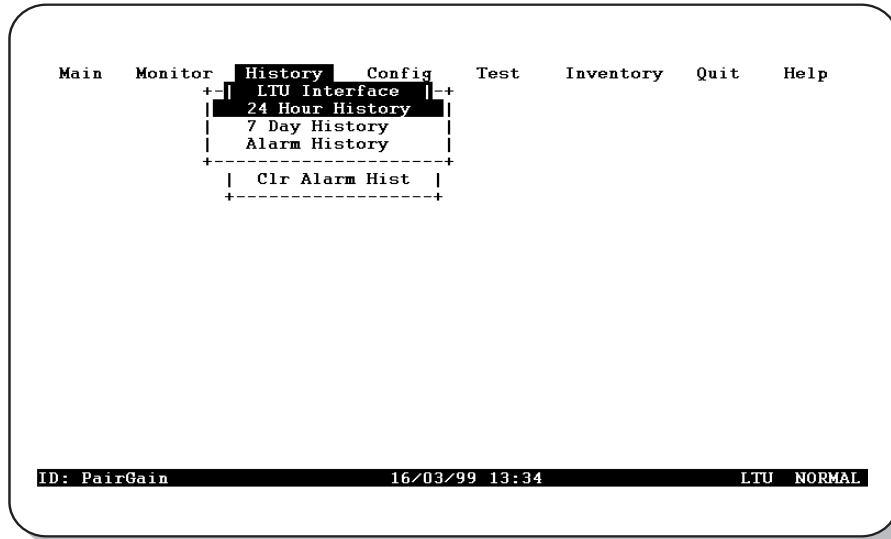 Main Monitor History Config Test Inventory Quit Help
LTU Interface
24 Hour History
7 Day History
Alarm History
Clr Alarm Hist
ID: PairGain 16/03/99 13:34 LTU NORMAL